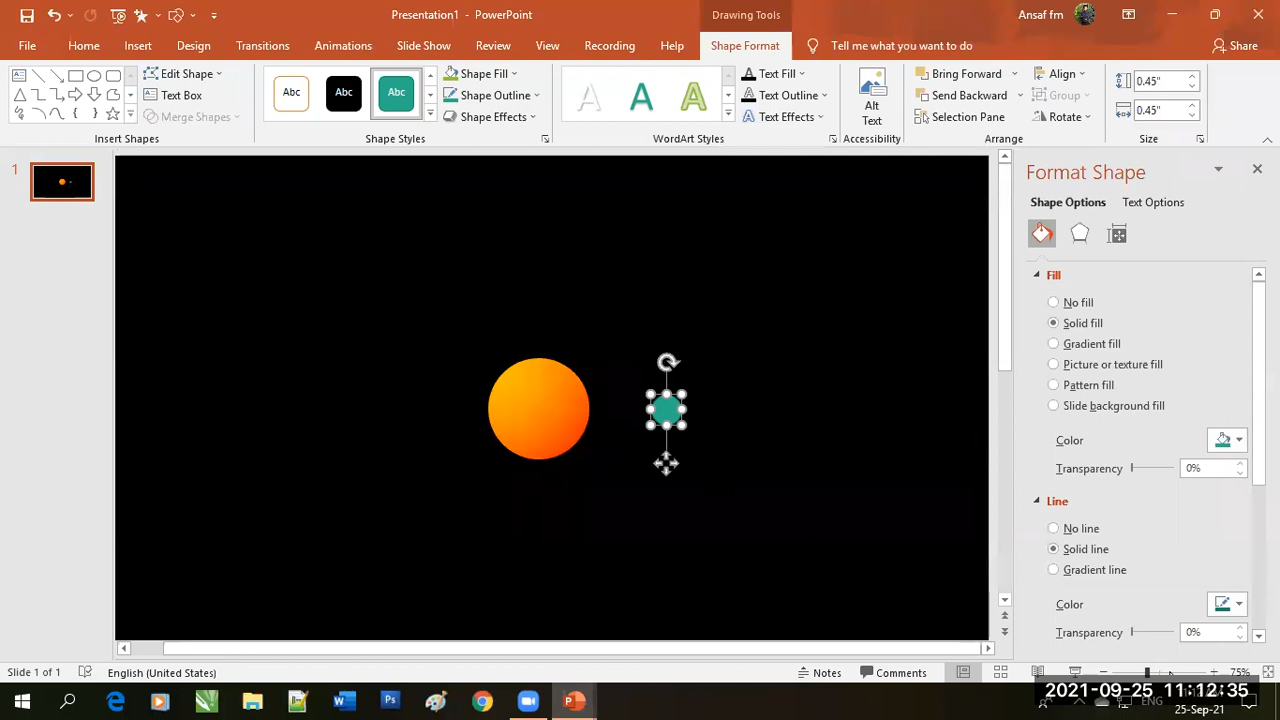 Presentation1 - PowerPoint
Drawing Tools
Ansaf fm
File
Home
Insert
Design
Transitions
Animations
Slide Show
Review
View
Recording
Help
Shape Format
Tell me what you want to do
Share
Edit Shape
Text Box
Merge Shapes
Insert Shapes
Abc
Abc
Abc
Shape Fill
Shape Outline
Shape Effects
Shape Styles
A
A
A
Text Fill
Text Outline
Text Effects
WordArt Styles
Alt
Text
Accessibility
Bring Forward
Send Backward
Selection Pane
Align
Group
Rotate
Arrange
0.45"
0.45"
Size
1
Format Shape
Shape Options
Text Options
Fill
No fill
Solid fill
Gradient fill
Picture or texture fill
Pattern fill
Slide background fill
Color
Transparency
0%
Line
No line
Solid line
Gradient line
Color
Transparency
0%
Slide 1 of 1
English (United States)
Notes
Comments
75%
2021-09-25 11:12:35
ENG
25-Sep-21